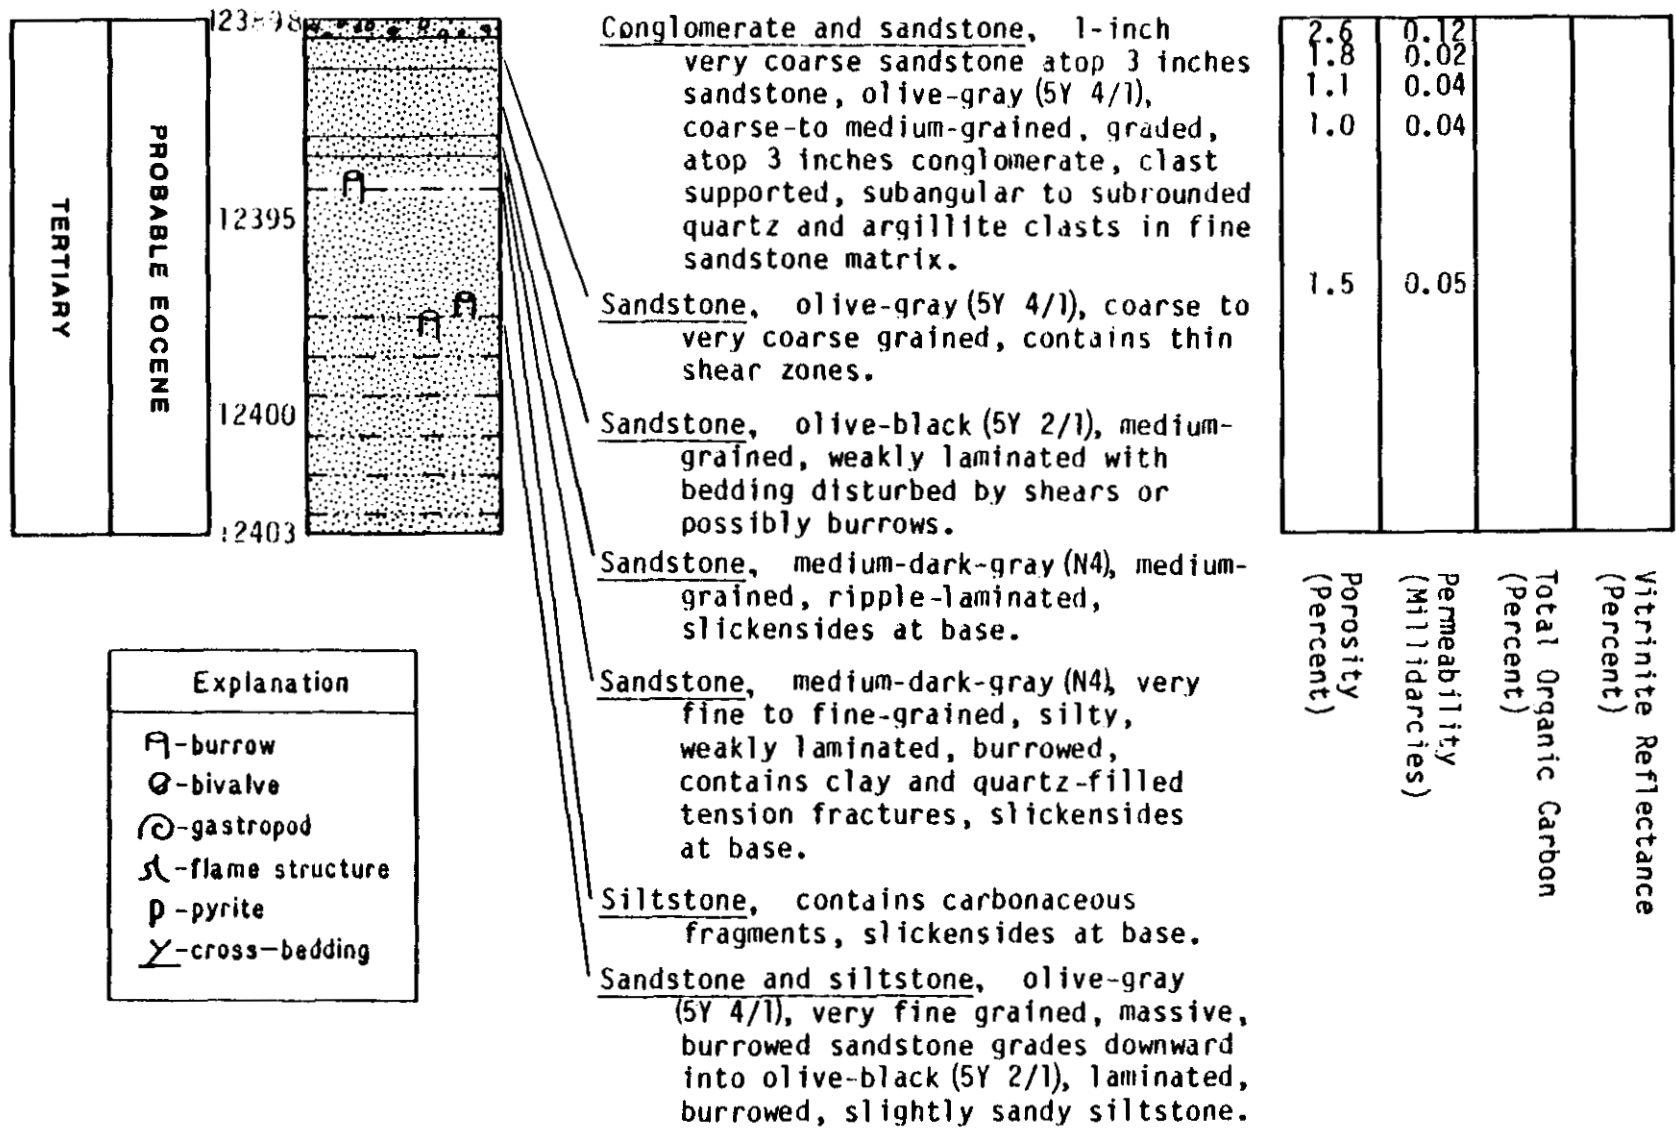 TERTIARY
PROBABLE EOCENE
12395
12400
12403
Conglomerate and sandstone, 1-inch
very coarse sandstone atop 3 inches
sandstone, olive-gray (5Y 4/1),
coarse-to medium-grained, graded,
atop 3 inches conglomerate, clast
supported, subangular to subrounded
quartz and argillite clasts in fine
sandstone matrix.
Sandstone, olive-gray (5Y 4/1), coarse to
very coarse grained, contains thin
shear zones.
Sandstone, olive-black (5Y 2/1), medium-
grained, weakly laminated with
bedding disturbed by shears or
possibly burrows.
Sandstone, medium-dark-gray (N4), medium-
grained, ripple-laminated,
slickensides at base.
Sandstone, medium-dark-gray (N4), very
fine to fine-grained, silty,
weakly laminated, burrowed,
contains clay and quartz-filled
tension fractures, slickensides
at base.
Siltstone, contains carbonaceous
fragments, slickensides at base.
Sandstone and siltstone, olive-gray
(5Y 4/1), very fine grained, massive,
burrowed sandstone grades downward
into olive-black (5Y 2/1), laminated,
burrowed, slightly sandy siltstone.
2.6 0.12
1.8 0.02
1.1 0.04
1.0 0.04
1.5 0.05
Porosity
(Percent)
Permeability
(Millidarcies)
Total Organic Carbon
(Percent)
Vitrinite Reflectance
(Percent)
Explanation
-burrow
-bivalve
-gastropod
-flame structure
p -pyrite
-cross-bedding